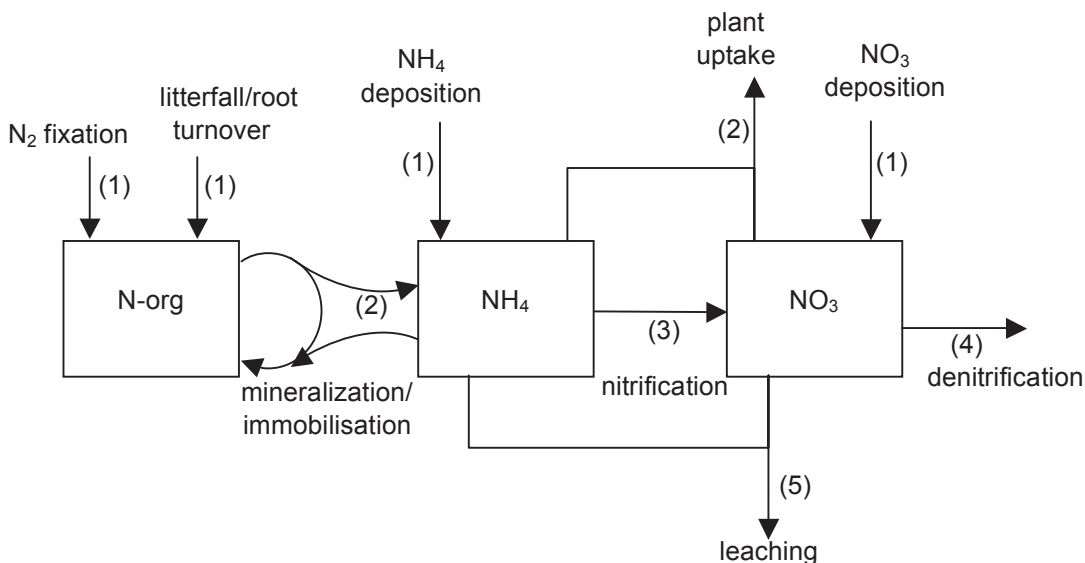 plant
uptake
NH₄
deposition
NO₃
deposition
litterfall/root
turnover
N₂ fixation
(1)
(1)
(1)
(2)
(1)
N-org
(2)
NH₄
(3)
NO₃
(4)
mineralization/
immobilisation
nitrification
denitrification
(5)
leaching